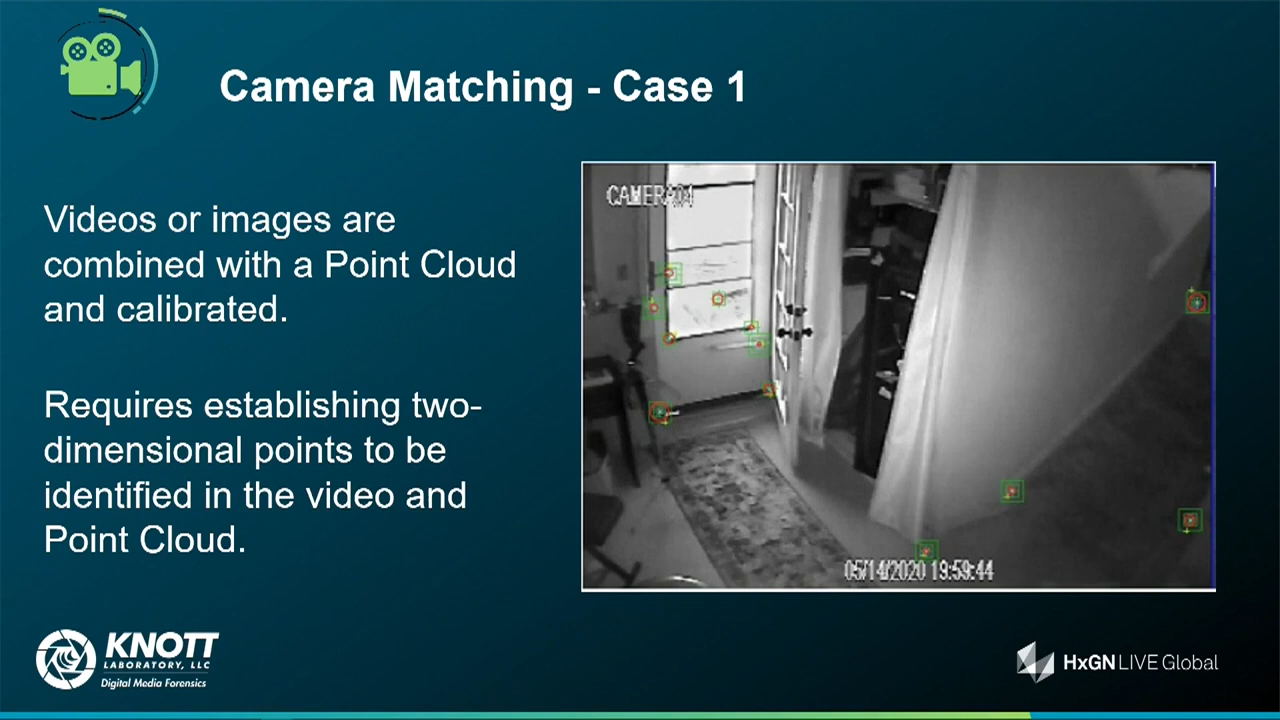 Camera Matching - Case 1
Videos or images are
combined with a Point Cloud
and calibrated.
Requires establishing two-
dimensional points to be
identified in the video and
Point Cloud.
CAMERA04
05/14/2020 19:59:44
KNOTT
LABORATORY, LLC
Digital Media Forensics
HxGN LIVE Global